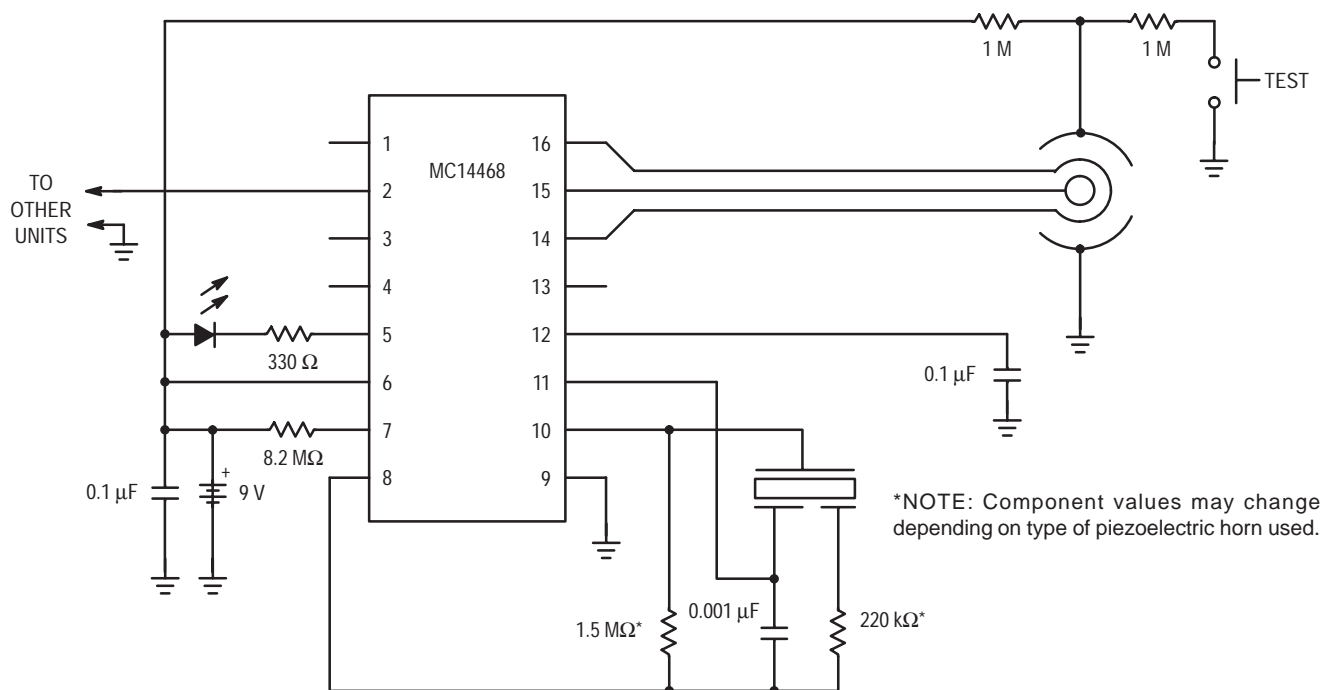 1 M
1 M
TEST
MC14468
1
16
TO
OTHER
UNITS
2
15
3
14
4
13
5
12
330 Ω
0.1 μF
6
11
7
10
8.2 MΩ
8
9
0.1 μF
+
9 V
*NOTE: Component values may change
depending on type of piezoelectric horn used.
1.5 MΩ*
0.001 μF
220 kΩ*